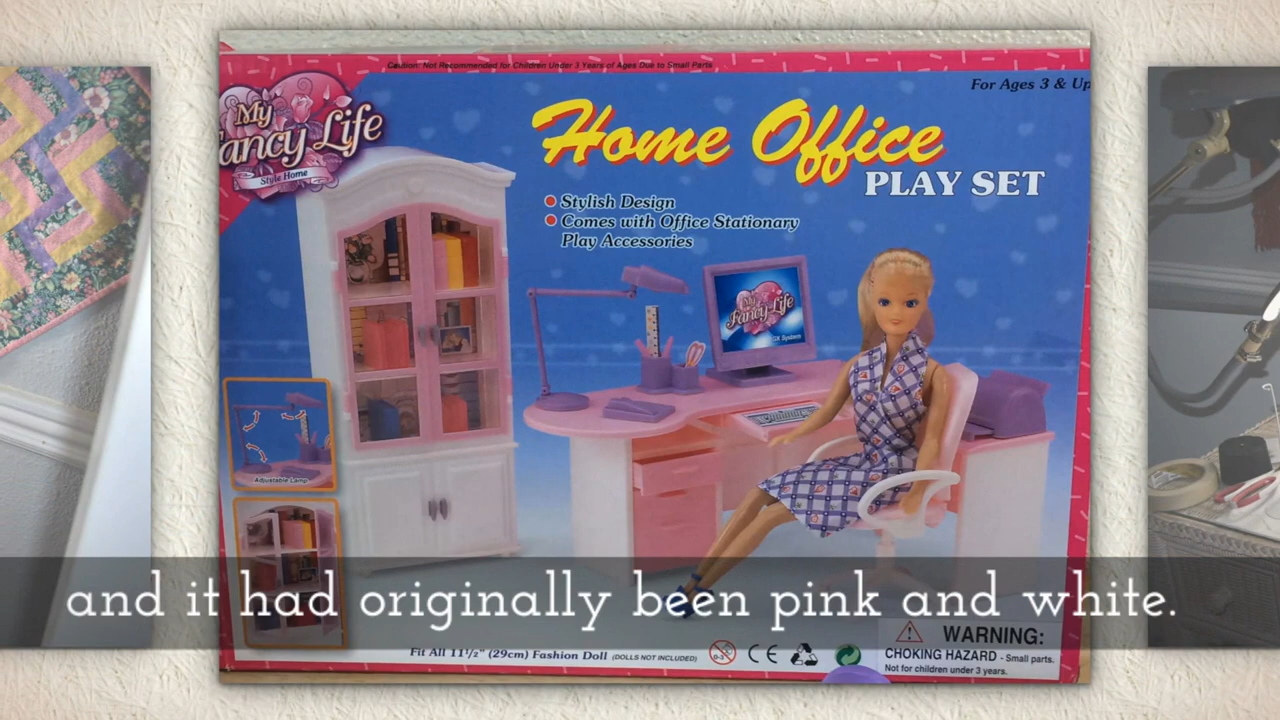 Caution: Not Recommended for Children Under 3 Years of Ages Due to Small Parts
For Ages 3 & Up
My
Fancy Life
Style Home
Home Office
PLAY SET
Stylish Design
Comes with Office Stationary
Play Accessories
My
Fancy Life
Adjustable Lamp
and it had originally been pink and white.
Fit All 11½" (29cm) Fashion Doll (DOLLS NOT INCLUDED)
0-3
CE
WARNING:
CHOKING HAZARD - Small parts.
Not for children under 3 years.